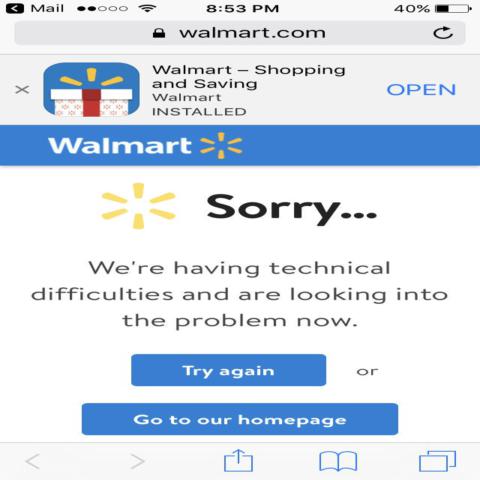 Mail 8:53 PM 40%
walmart.com
Walmart – Shopping
and Saving
Walmart
INSTALLED
OPEN
Walmart
Sorry...
We're having technical
difficulties and are looking into
the problem now.
Try again or
Go to our homepage